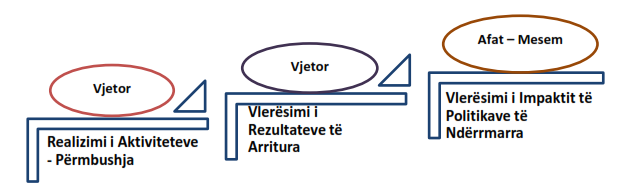 Vjetor
Realizimi i Aktiviteteve
- Përmbushja
Vjetor
Vlerësimi i
Rezultateve të
Arritura
Afat – Mesem
Vlerësimi i Impaktit të
Politikave të
Ndërrmarra